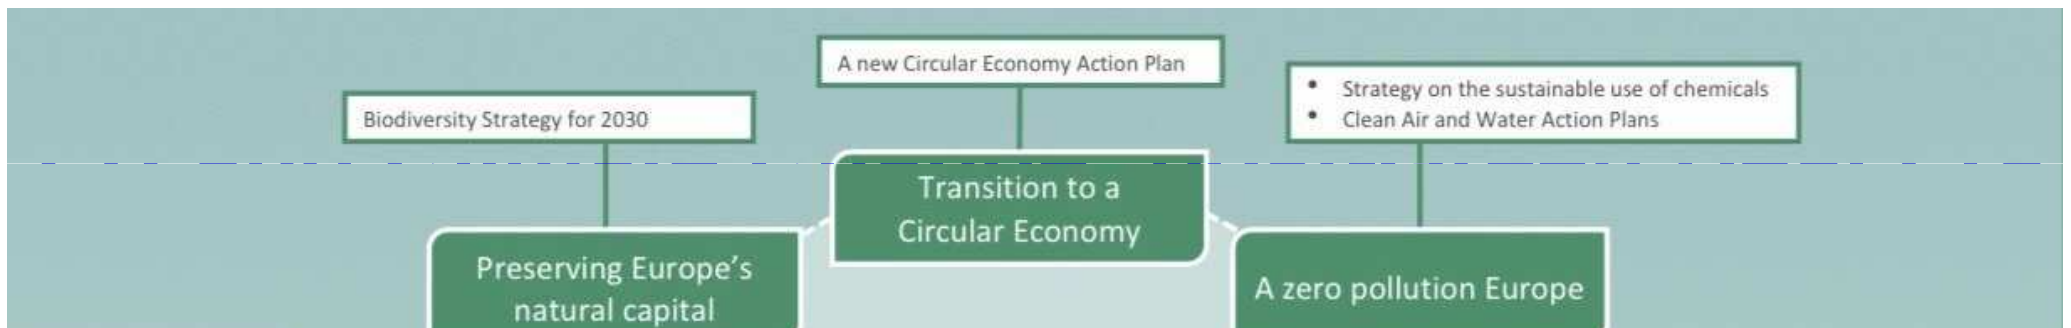 A new Circular Economy Action Plan
• Strategy on the sustainable use of chemicals
• Clean Air and Water Action Plans
Biodiversity Strategy for 2030
Transition to a
Circular Economy
Preserving Europe's
natural capital
A zero pollution Europe